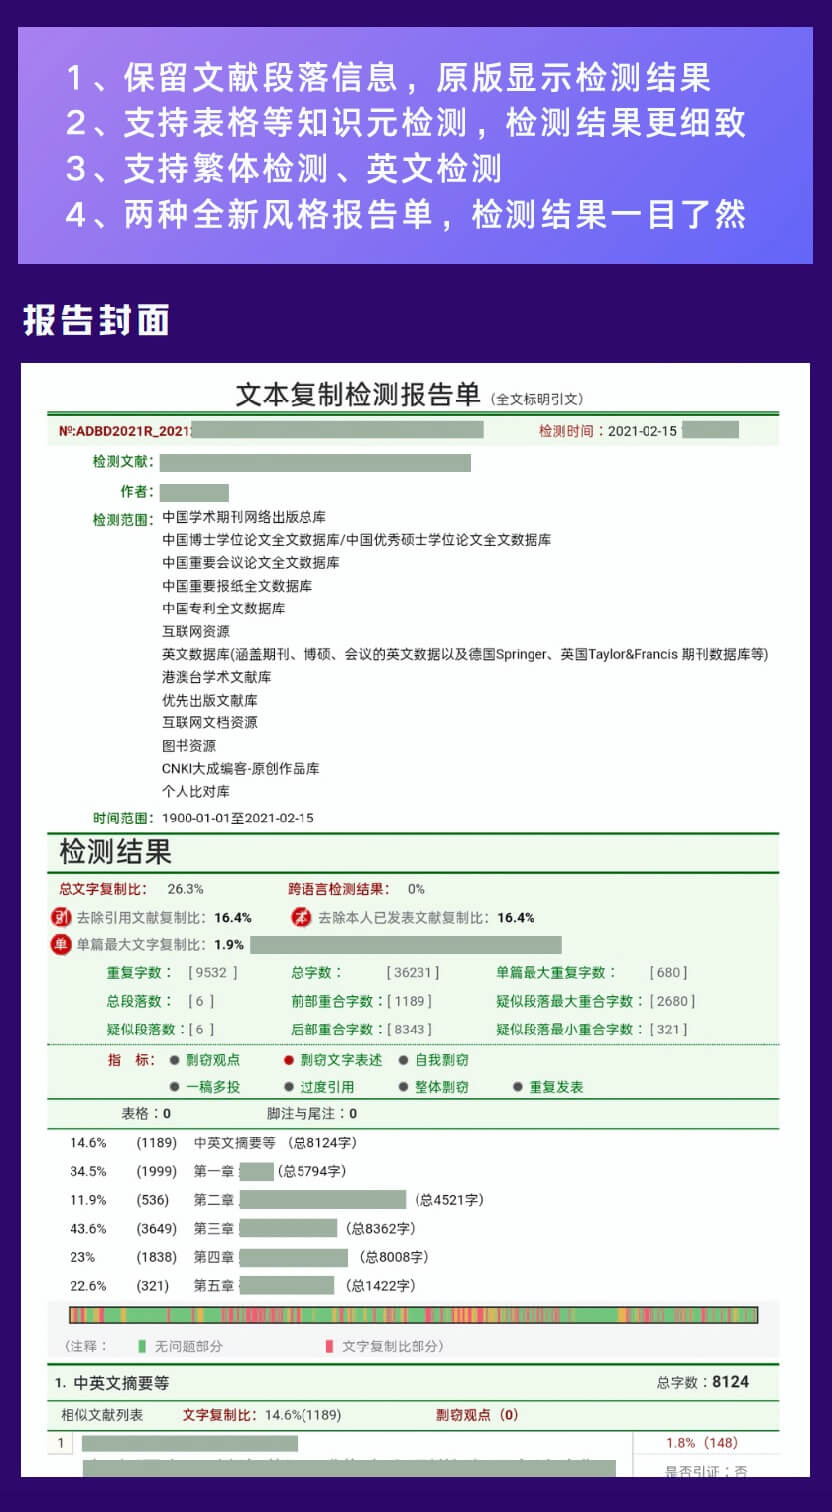 1、保留文献段落信息，原版显示检测结果
2、支持表格等知识元检测，检测结果更细致
3、支持繁体检测、英文检测
4、两种全新风格报告单，检测结果一目了然
报告封面
文本复制检测报告单（全文标明引文）
№:ADBD2021R_2021 检测时间：2021-02-15
检测文献：
作者：
检测范围： 中国学术期刊网络出版总库
中国博士学位论文全文数据库/中国优秀硕士学位论文全文数据库
中国重要会议论文全文数据库
中国重要报纸全文数据库
中国专利全文数据库
互联网资源
英文数据库(涵盖期刊、博硕、会议的英文数据以及德国Springer、英国Taylor&Francis 期刊数据库等)
港澳台学术文献库
优先出版文献库
互联网文档资源
图书资源
CNKI大成编客-原创作品库
个人比对库
时间范围： 1900-01-01至2021-02-15
检测结果
总文字复制比： 26.3% 跨语言检测结果： 0%
引 去除引用文献复制比：16.4% 本 去除本人已发表文献复制比：16.4%
单 单篇最大文字复制比：1.9%
重复字数： [9532 ] 总字数： [36231] 单篇最大重复字数： [680]
总段落数： [6 ] 前部重合字数：[1189] 疑似段落最大重合字数：[2680]
疑似段落数：[6 ] 后部重合字数：[8343] 疑似段落最小重合字数：[321]
指 标： 剽窃观点 剽窃文字表述 自我剽窃
一稿多投 过度引用 整体剽窃 重复发表
表格：0 脚注与尾注：0
14.6% (1189) 中英文摘要等 （总8124字）
34.5% (1999) 第一章 （总5794字）
11.9% (536) 第二章 （总4521字）
43.6% (3649) 第三章 （总8362字）
23% (1838) 第四章 （总8008字）
22.6% (321) 第五章 （总1422字）
（注释： 无问题部分 文字复制比部分）
1. 中英文摘要等 总字数：8124
相似文献列表 文字复制比：14.6%(1189) 剽窃观点（0）
1 1.8%（148）
是否引证：否